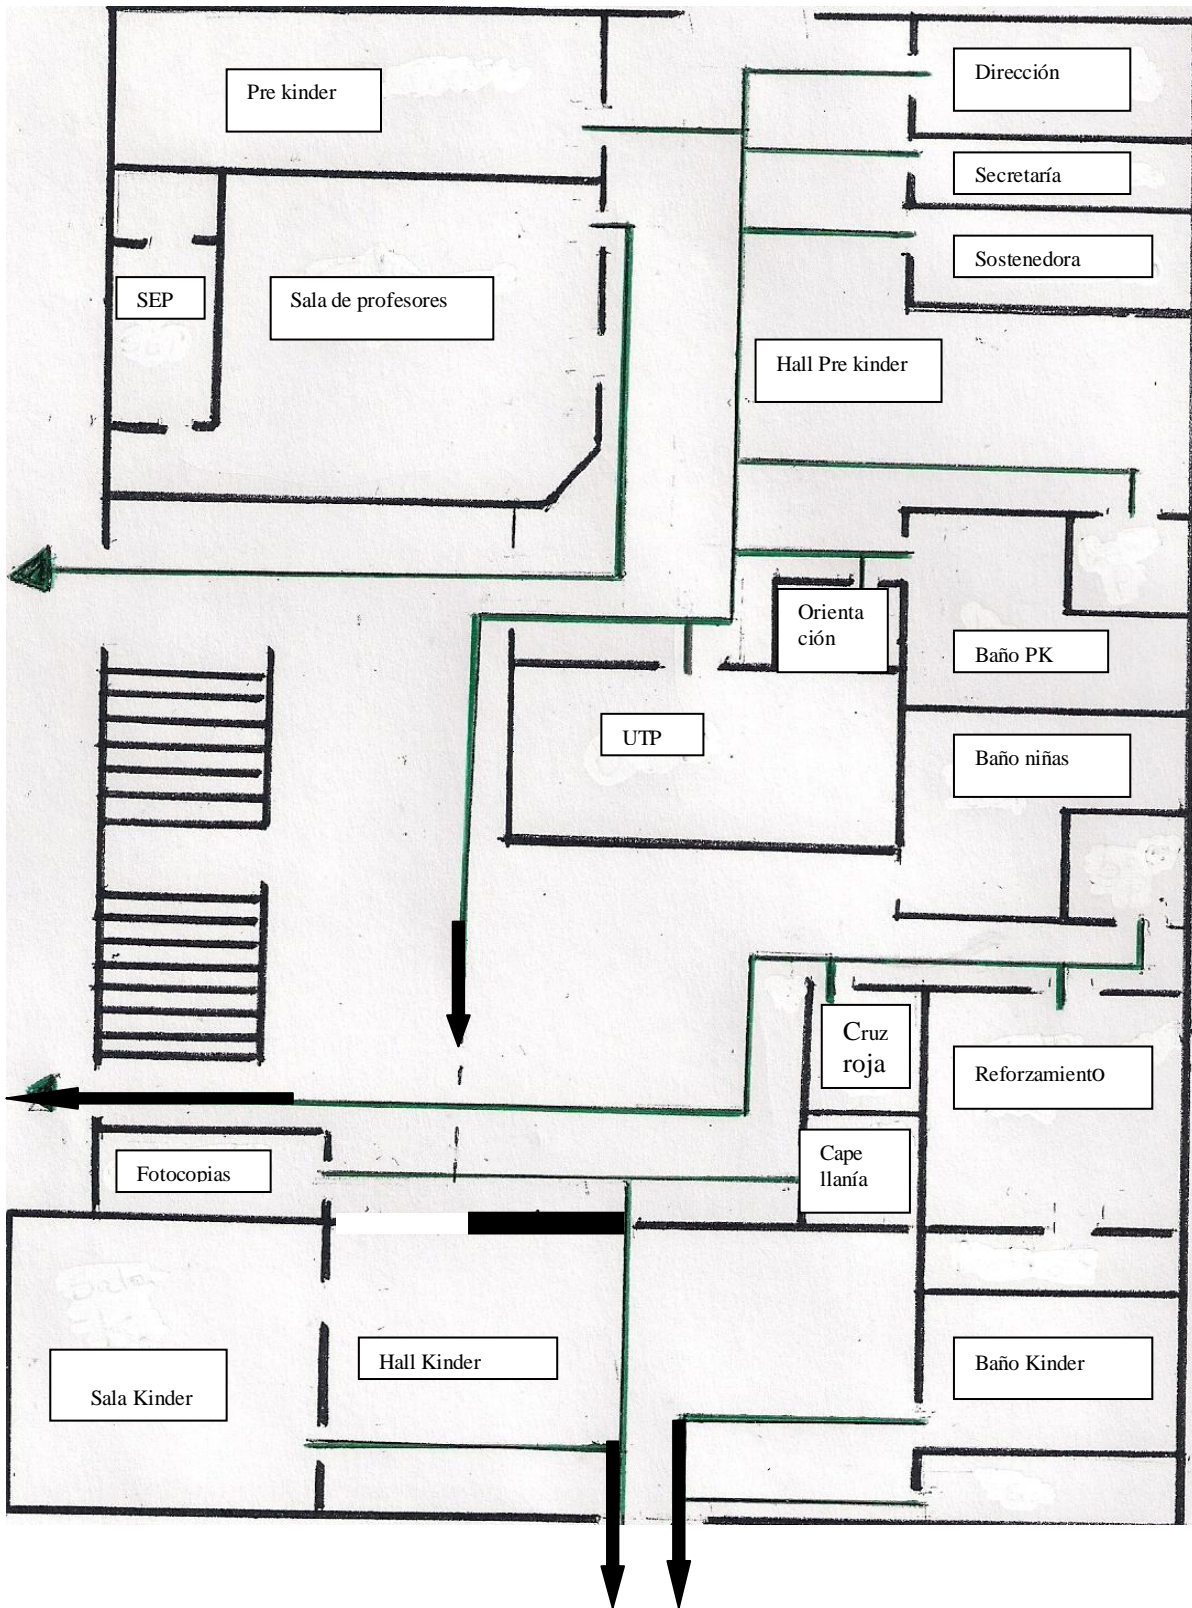 Pre kinder
Dirección
Secretaría
Sostenedora
SEP
Sala de profesores
Hall Pre kinder
Orienta
ción
Baño PK
UTP
Baño niñas
Cruz
roja
ReforzamientO
Cape
llanía
Fotocopias
Hall Kinder
Baño Kinder
Sala Kinder